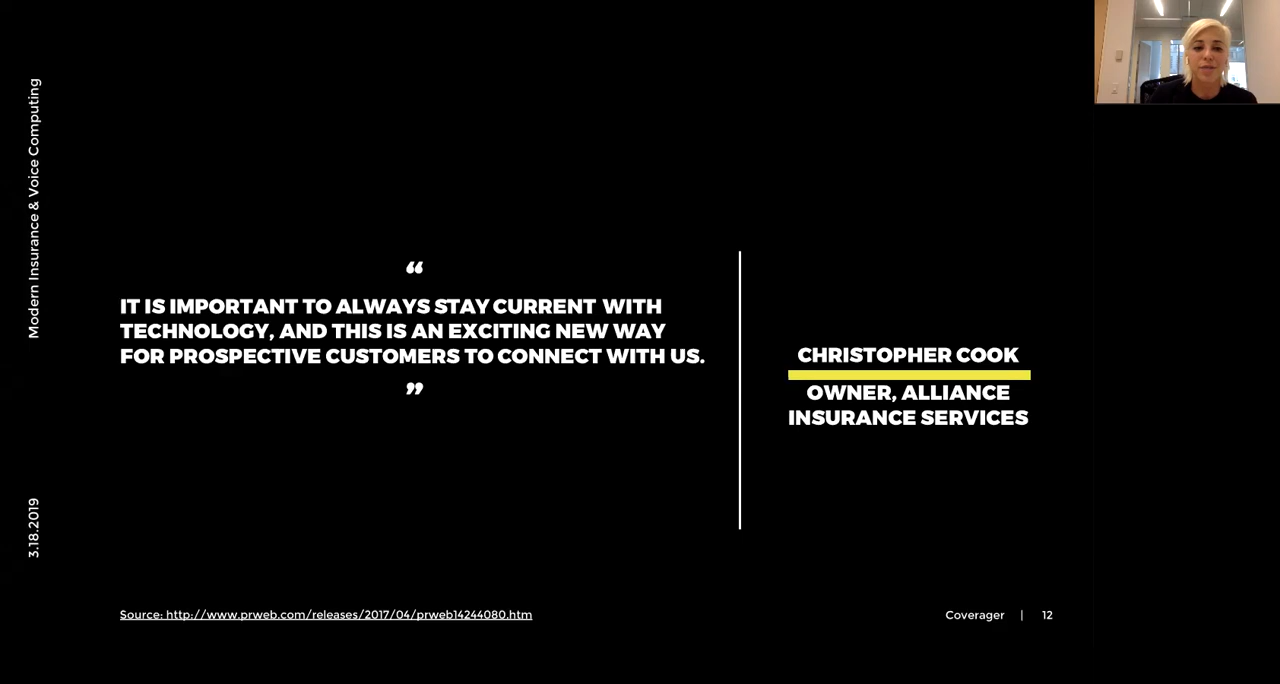 Modern Insurance & Voice Computing
“
IT IS IMPORTANT TO ALWAYS STAY CURRENT WITH
TECHNOLOGY, AND THIS IS AN EXCITING NEW WAY
FOR PROSPECTIVE CUSTOMERS TO CONNECT WITH US.
”
CHRISTOPHER COOK
OWNER, ALLIANCE
INSURANCE SERVICES
3.18.2019
Source: http://www.prweb.com/releases/2017/04/prweb14244080.htm
Coverager | 12